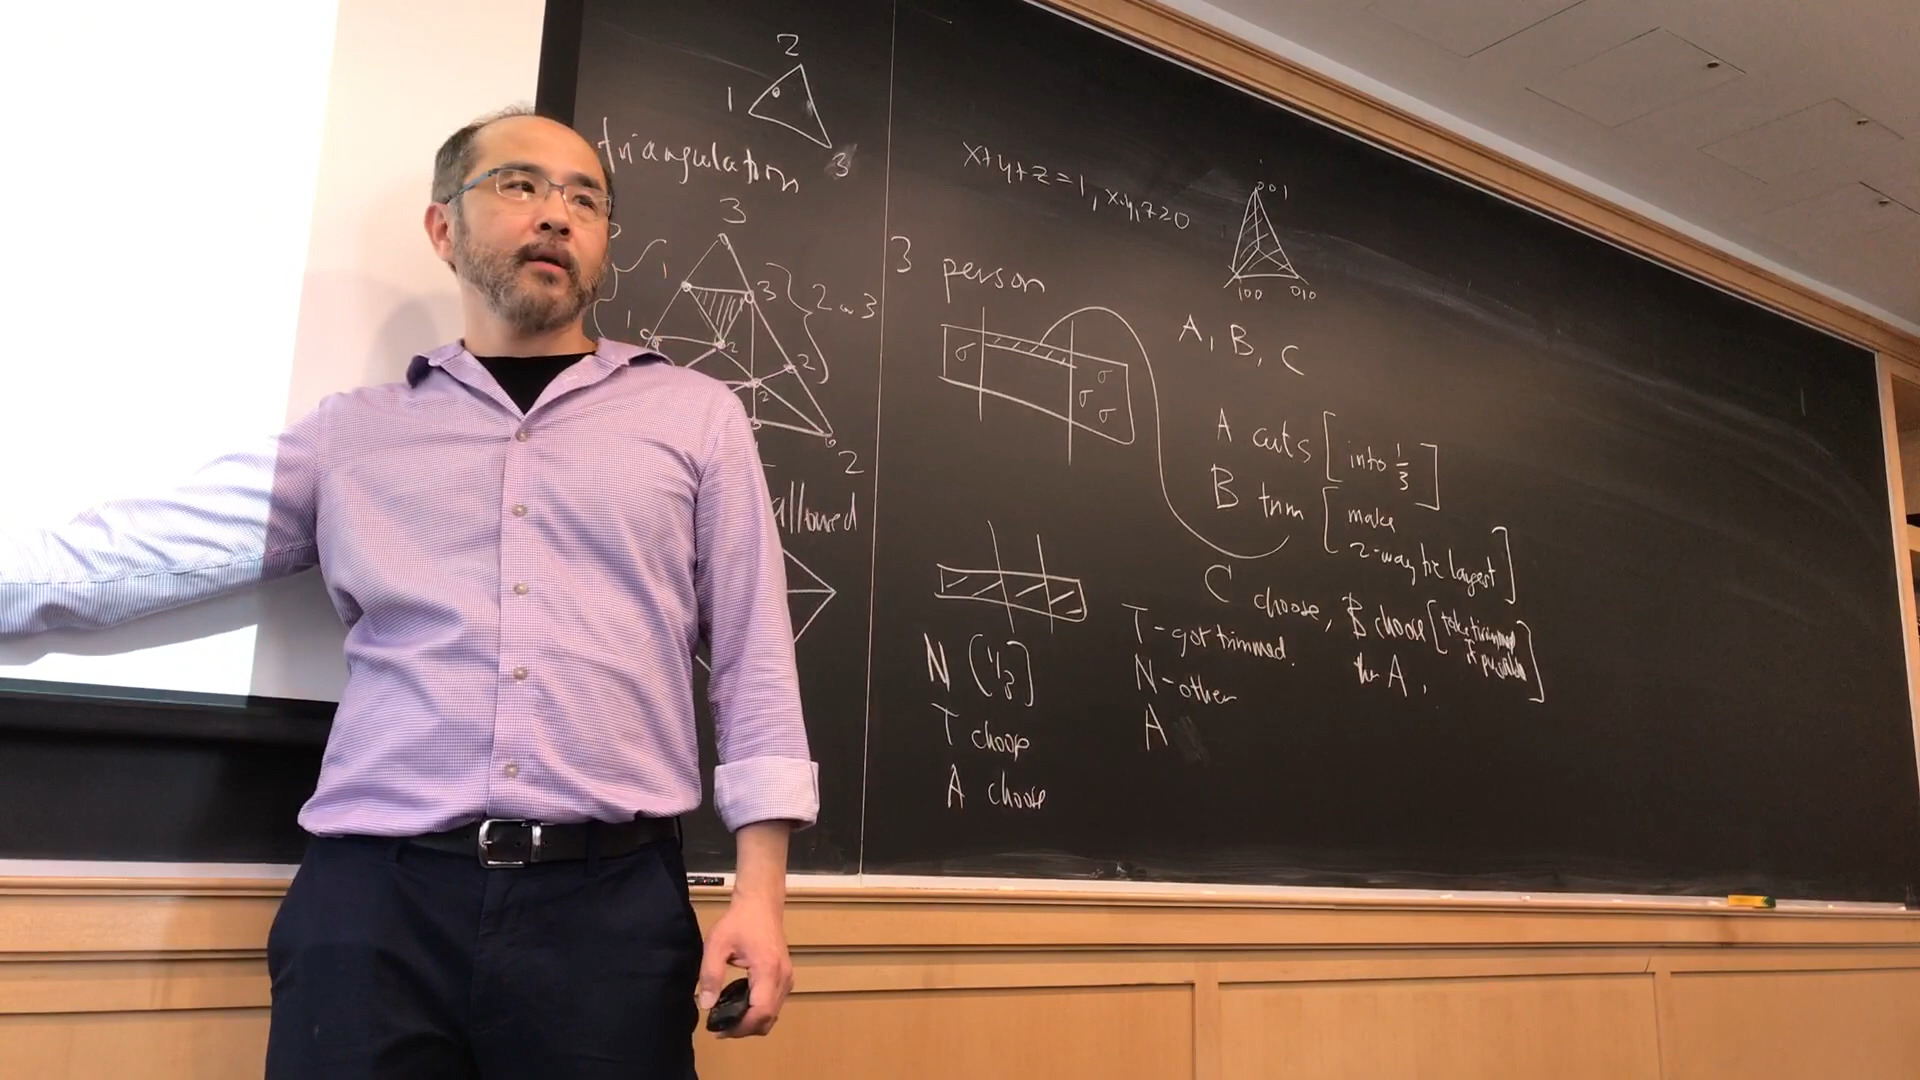 2
1
3
triangulation
3
1
3
2 or 3
1
2
2
2
2
allowed
x+y+z=1, x,y,z≥0
001
100 010
3 person
σ
σ
σ
σ
A, B, C
A cuts [into 1/3]
B trim [make
2-way tie largest]
C choose, B choose [take trimmed
if possible]
then A.
T-got trimmed.
N-other
A
N (1/3)
T choose
A choose